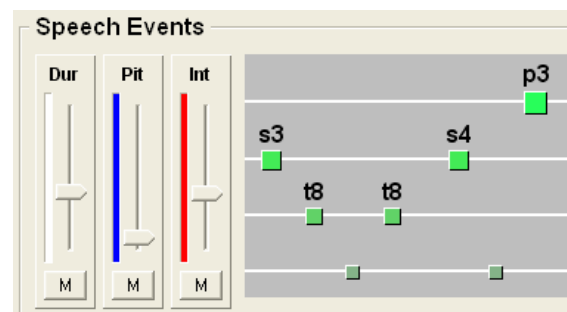 Speech Events
Dur Pit Int
p3
s3 s4
t8 t8
M M M